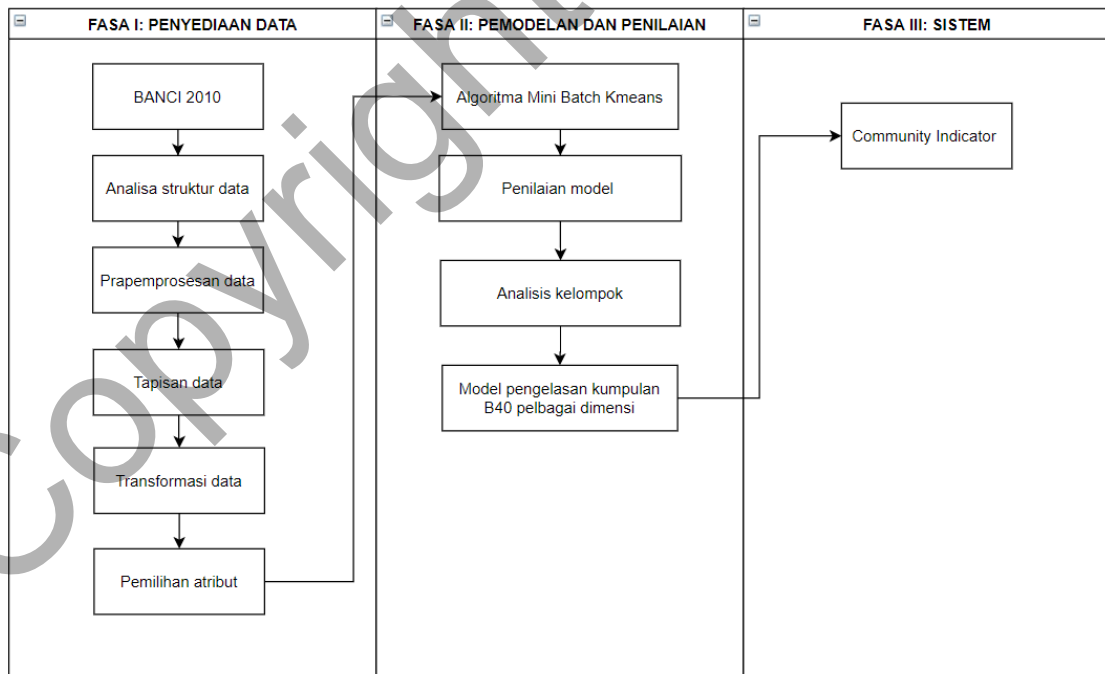 FASA I: PENYEDIAAN DATA
BANCI 2010
Analisa struktur data
Prapemprosesan data
Tapisan data
Transformasi data
Pemilihan atribut
FASA II: PEMODELAN DAN PENILAIAN
Algoritma Mini Batch Kmeans
Penilaian model
Analisis kelompok
Model pengelasan kumpulan
B40 pelbagai dimensi
FASA III: SISTEM
Community Indicator
Copyright